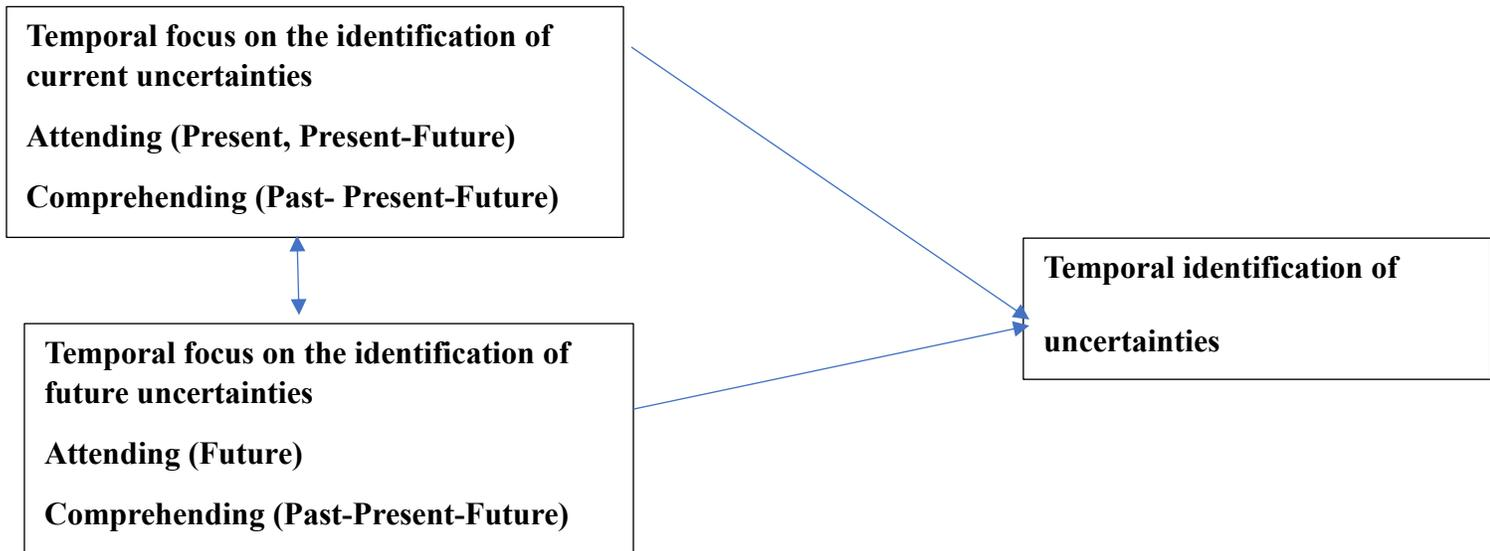 Temporal focus on the identification of
current uncertainties
Attending (Present, Present-Future)
Comprehending (Past- Present-Future)
Temporal focus on the identification of
future uncertainties
Attending (Future)
Comprehending (Past-Present-Future)
Temporal identification of
uncertainties